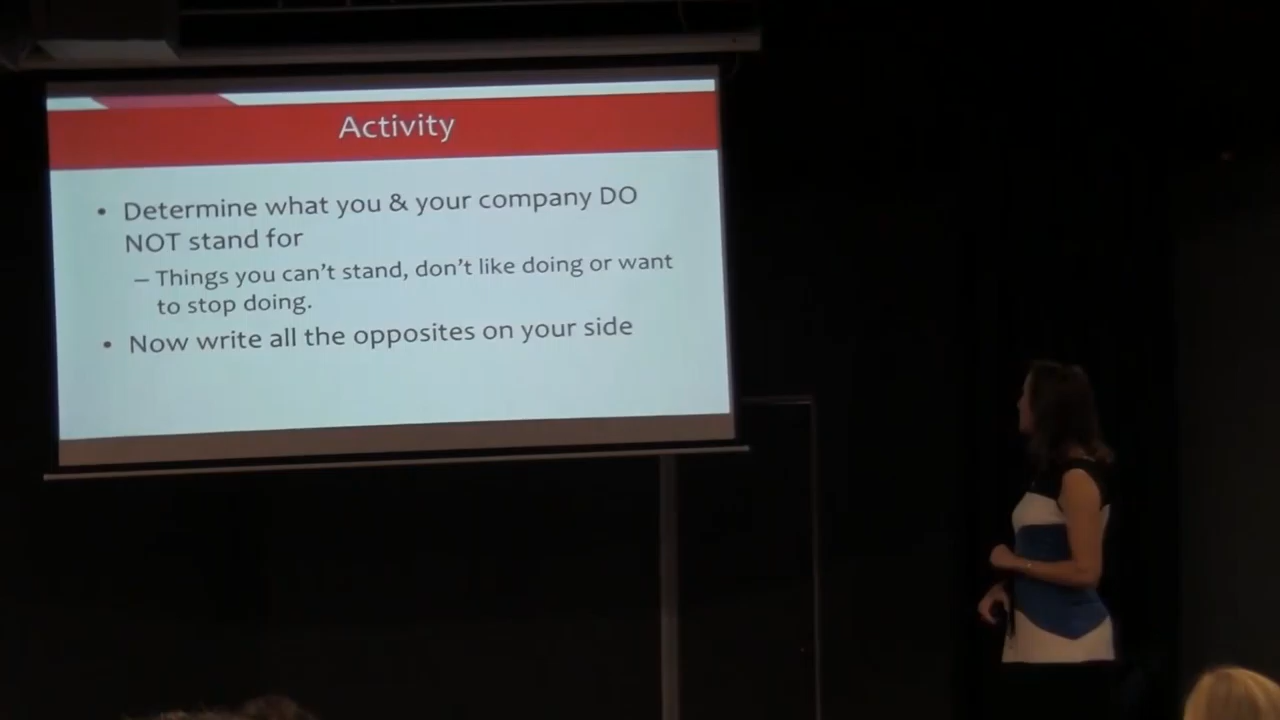 Activity
• Determine what you & your company DO
NOT stand for
– Things you can't stand, don't like doing or want
to stop doing.
• Now write all the opposites on your side